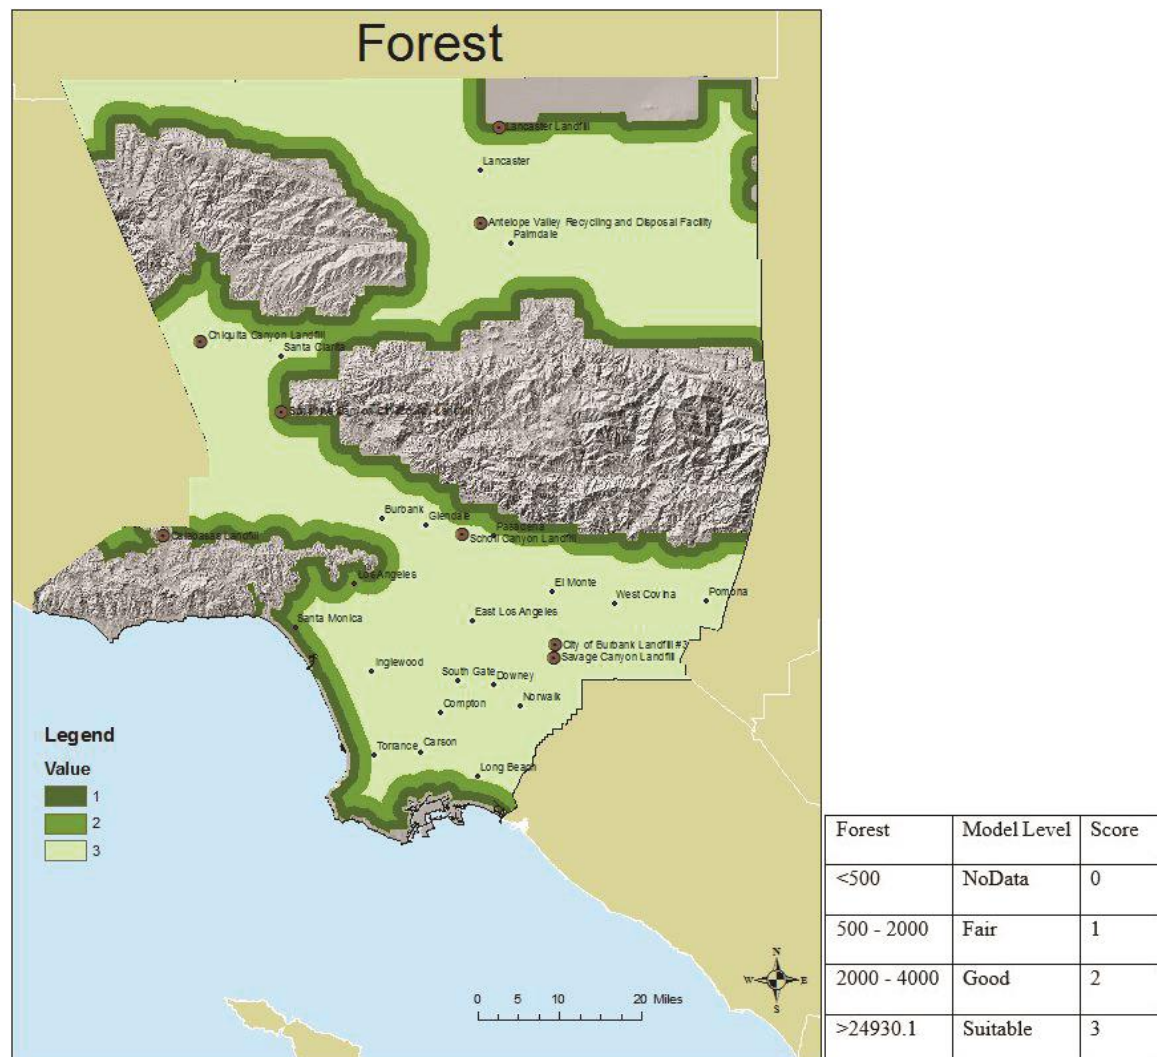 Forest
Lancaster Landfill
Lancaster
Antelope Valley Recycling and Disposal Facility
Palmdale
Chiquita Canyon Landfill
Santa Clarita
Canyon
Landfill
Burbank
Glendale
Pasadena
Scholl Canyon Landfill
Calabasas Landfill
Los Angeles
El Monte
West Covina
Pomona
East Los Angeles
Santa Monica
City of Burbank Landfill #3
Savage Canyon Landfill
Inglewood
South Gate
Downey
Norwalk
Compton
Torrance
Carson
Long Beach
Legend
Value
1
2
3
N
W
E
S
0 5 10 20 Miles
Forest Model Level Score
<500 NoData 0
500 - 2000 Fair 1
2000 - 4000 Good 2
>24930.1 Suitable 3